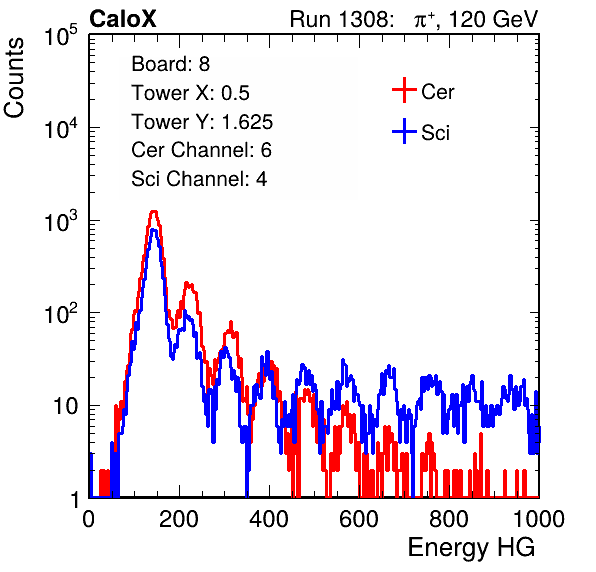 CaloX Run 1308: π⁺, 120 GeV
Counts
Board: 8
Tower X: 0.5
Tower Y: 1.625
Cer Channel: 6
Sci Channel: 4
Cer
Sci
10⁵
10⁴
10³
10²
10
1
0 200 400 600 800 1000
Energy HG